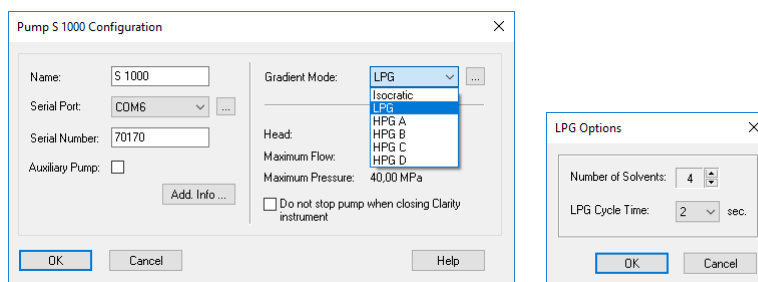 Pump S 1000 Configuration
Name: S 1000
Serial Port: COM6 ...
Serial Number: 70170
Auxiliary Pump:
Add. Info ...
Gradient Mode: LPG ...
Isocratic
LPG
HPG A
HPG B
HPG C
HPG D
Head:
Maximum Flow:
Maximum Pressure: 40,00 MPa
Do not stop pump when closing Clarity
instrument
OK Cancel Help
LPG Options
Number of Solvents: 4
LPG Cycle Time: 2 sec.
OK Cancel